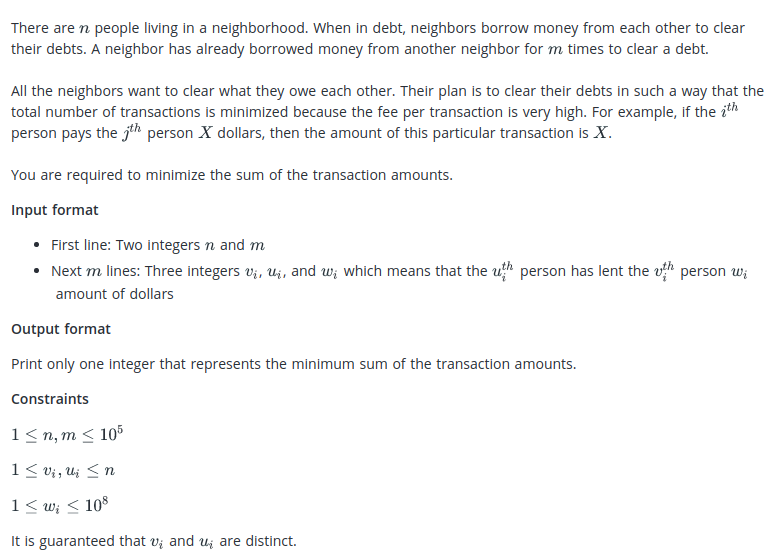 There are n people living in a neighborhood. When in debt, neighbors borrow money from each other to clear
their debts. A neighbor has already borrowed money from another neighbor for m times to clear a debt.
All the neighbors want to clear what they owe each other. Their plan is to clear their debts in such a way that the
total number of transactions is minimized because the fee per transaction is very high. For example, if the i^th
person pays the j^th person X dollars, then the amount of this particular transaction is X.
You are required to minimize the sum of the transaction amounts.
Input format
• First line: Two integers n and m
• Next m lines: Three integers v_i, u_i, and w_i which means that the u_i^th person has lent the v_i^th person w_i
amount of dollars
Output format
Print only one integer that represents the minimum sum of the transaction amounts.
Constraints
1 ≤ n, m ≤ 10^5
1 ≤ v_i, u_i ≤ n
1 ≤ w_i ≤ 10^8
It is guaranteed that v_i and u_i are distinct.